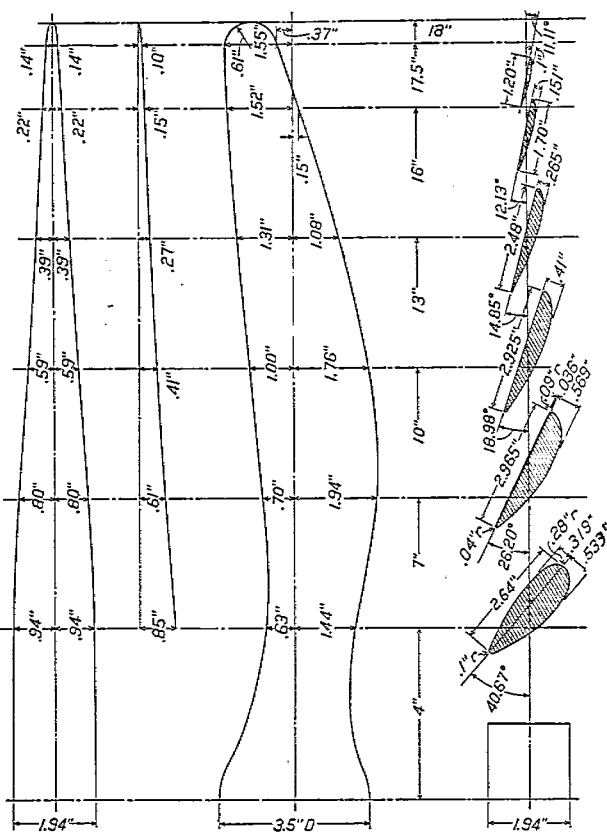 .14" .14" .10" .61" 1.55" .37" 18"
1.20" .1" 11.11°
17.5"
.22" .22" .15" 1.52" .15" 16" 1.70" .151"
12.13° .265"
.39" .39" .27" 1.31" 1.08" 13" 2.48"
14.85° .41"
.59" .59" .41" 1.00" 1.76" 10" 2.925"
18.98° .09"r .036" .569"
.80" .80" .61" .70" 1.94" 7" 2.965"
.04"r 26.20° .28"r .319" .533"
.94" .94" .85" .63" 1.44" 4" 2.64"
.1"r 40.67°
1.94" 3.5"D 1.94"